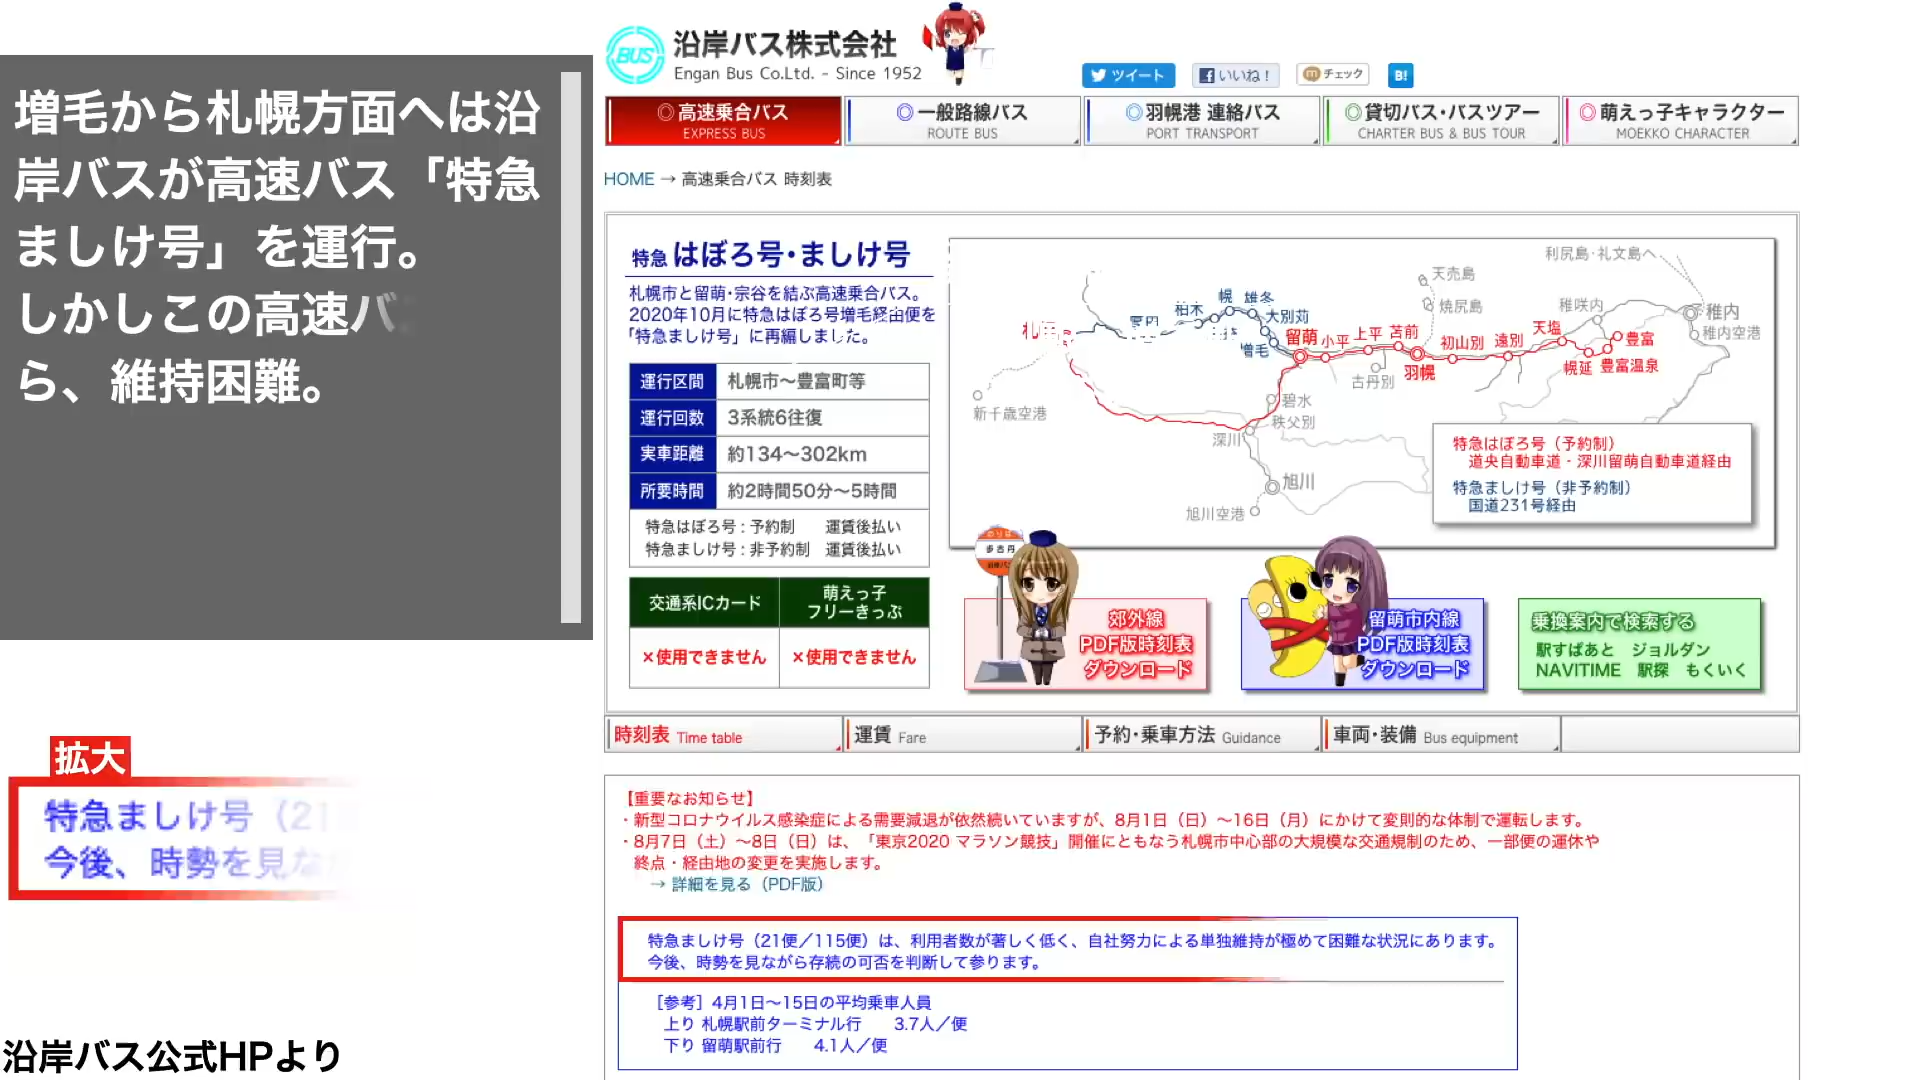 増毛から札幌方面へは沿
岸バスが高速バス「特急
ましけ号」を運行。
しかしこの高速バ
ら、維持困難。
拡大
特急ましけ号（21
今後、時勢を見な
沿岸バス公式HPより
BUS
沿岸バス株式会社
Engan Bus Co.Ltd. - Since 1952
ツイート
いいね！
チェック
B!
◎高速乗合バス
EXPRESS BUS
◎一般路線バス
ROUTE BUS
◎羽幌港 連絡バス
PORT TRANSPORT
◎貸切バス・バスツアー
CHARTER BUS & BUS TOUR
◎萌えっ子キャラクター
MOEKKO CHARACTER
HOME → 高速乗合バス 時刻表
特急 はぼろ号・ましけ号
札幌市と留萌・宗谷を結ぶ高速乗合バス。
2020年10月に特急はぼろ号増毛経由便を
「特急ましけ号」に再編しました。
運行区間 札幌市～豊富町等
運行回数 3系統6往復
実車距離 約134～302km
所要時間 約2時間50分～5時間
特急はぼろ号：予約制 運賃後払い
特急ましけ号：非予約制 運賃後払い
交通系ICカード
萌えっ子
フリーきっぷ
×使用できません
×使用できません
利尻島・礼文島へ
天売島
焼尻島
稚咲内
稚内
稚内空港
柏木
幌
雄冬
大別苅
増毛
留萌
小平
上平
苫前
羽幌
古丹別
初山別
遠別
天塩
幌延
豊富
豊富温泉
新千歳空港
碧水
秩父別
深川
旭川
旭川空港
特急はぼろ号（予約制）
道央自動車道・深川留萌自動車道経由
特急ましけ号（非予約制）
国道231号経由
郊外線
PDF版時刻表
ダウンロード
留萌市内線
PDF版時刻表
ダウンロード
乗換案内で検索する
駅すぱあと ジョルダン
NAVITIME 駅探 もくいく
時刻表 Time table
運賃 Fare
予約・乗車方法 Guidance
車両・装備 Bus equipment
【重要なお知らせ】
・新型コロナウイルス感染症による需要減退が依然続いていますが、8月1日（日）～16日（月）にかけて変則的な体制で運転します。
・8月7日（土）～8日（日）は、「東京2020 マラソン競技」開催にともなう札幌市中心部の大規模な交通規制のため、一部便の運休や
終点・経由地の変更を実施します。
→ 詳細を見る（PDF版）
特急ましけ号（21便／115便）は、利用者数が著しく低く、自社努力による単独維持が極めて困難な状況にあります。
今後、時勢を見ながら存続の可否を判断して参ります。
［参考］4月1日～15日の平均乗車人員
上り 札幌駅前ターミナル行 3.7人／便
下り 留萌駅前行 4.1人／便